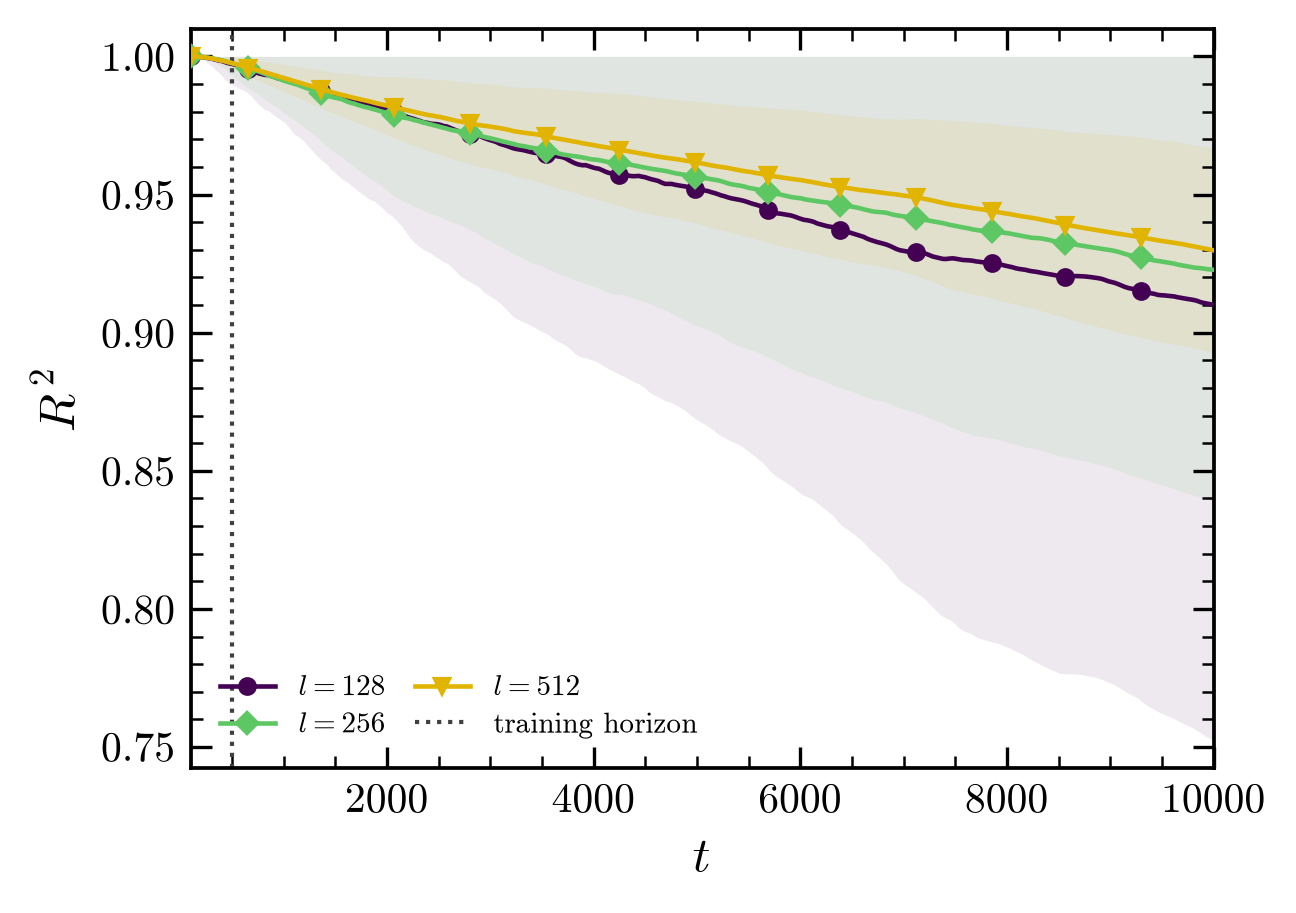 1.00
0.95
0.90
0.85
0.80
0.75
R²
l = 128
l = 256
l = 512
training horizon
2000 4000 6000 8000 10000
t